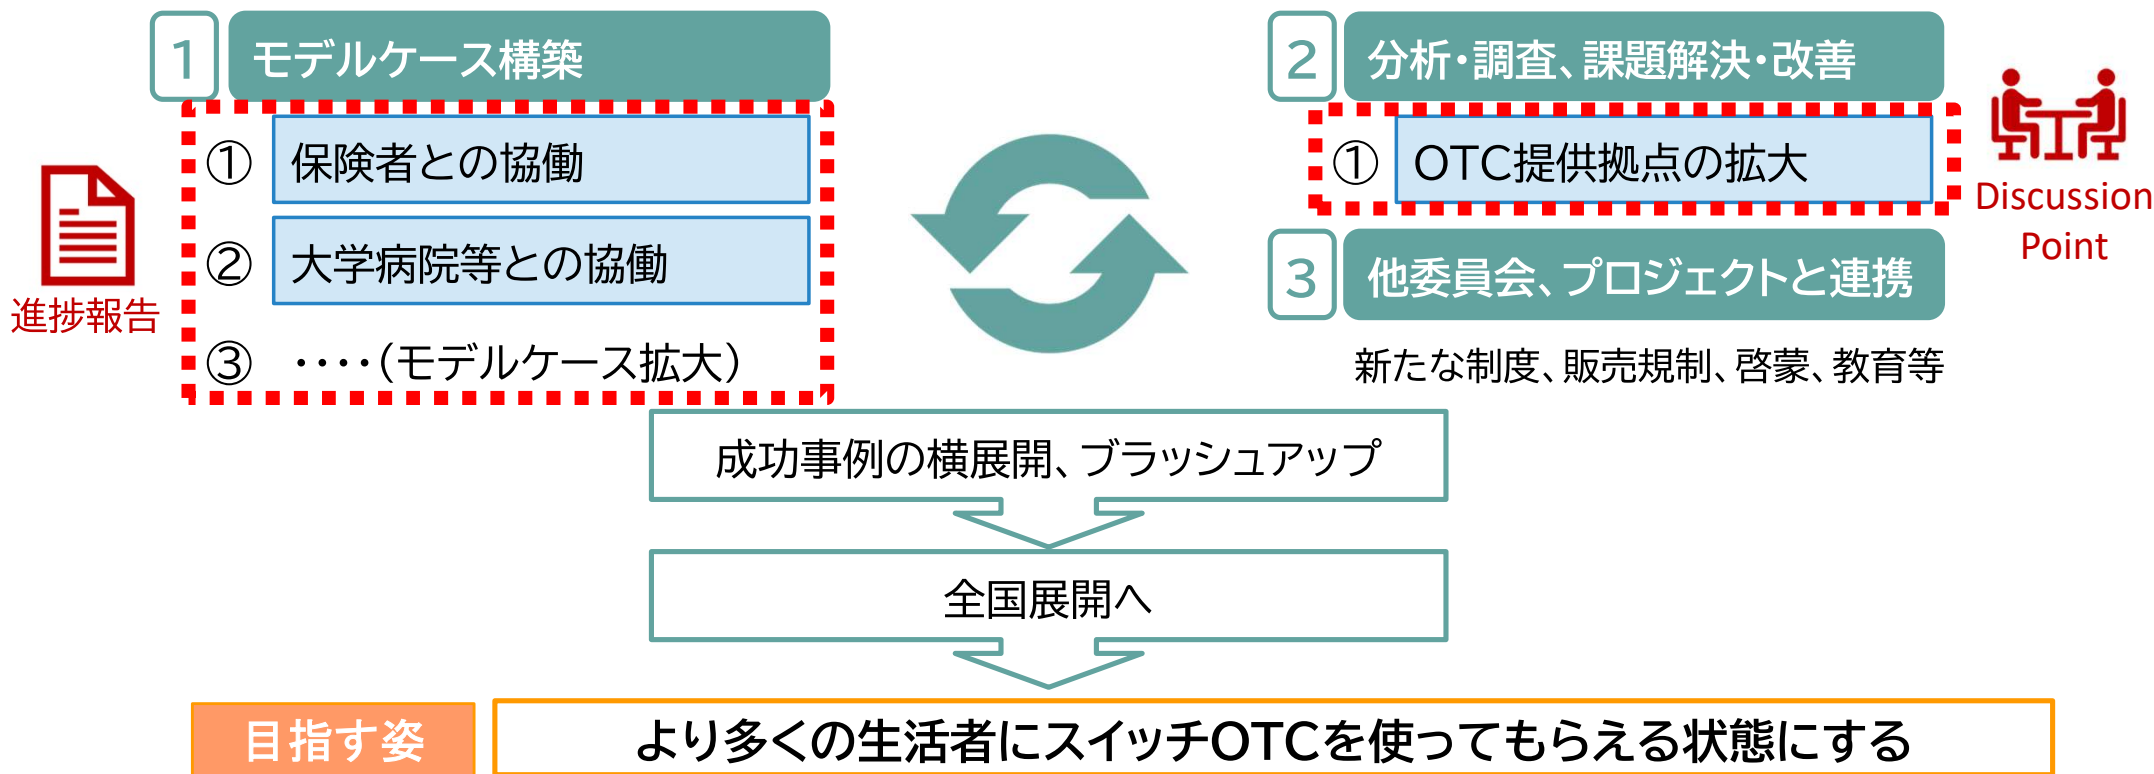 1 モデルケース構築
① 保険者との協働
② 大学病院等との協働
③ ・・・・(モデルケース拡大)
進捗報告
2 分析・調査、課題解決・改善
① OTC提供拠点の拡大
Discussion
Point
3 他委員会、プロジェクトと連携
新たな制度、販売規制、啓蒙、教育等
成功事例の横展開、ブラッシュアップ
全国展開へ
目指す姿 より多くの生活者にスイッチOTCを使ってもらえる状態にする